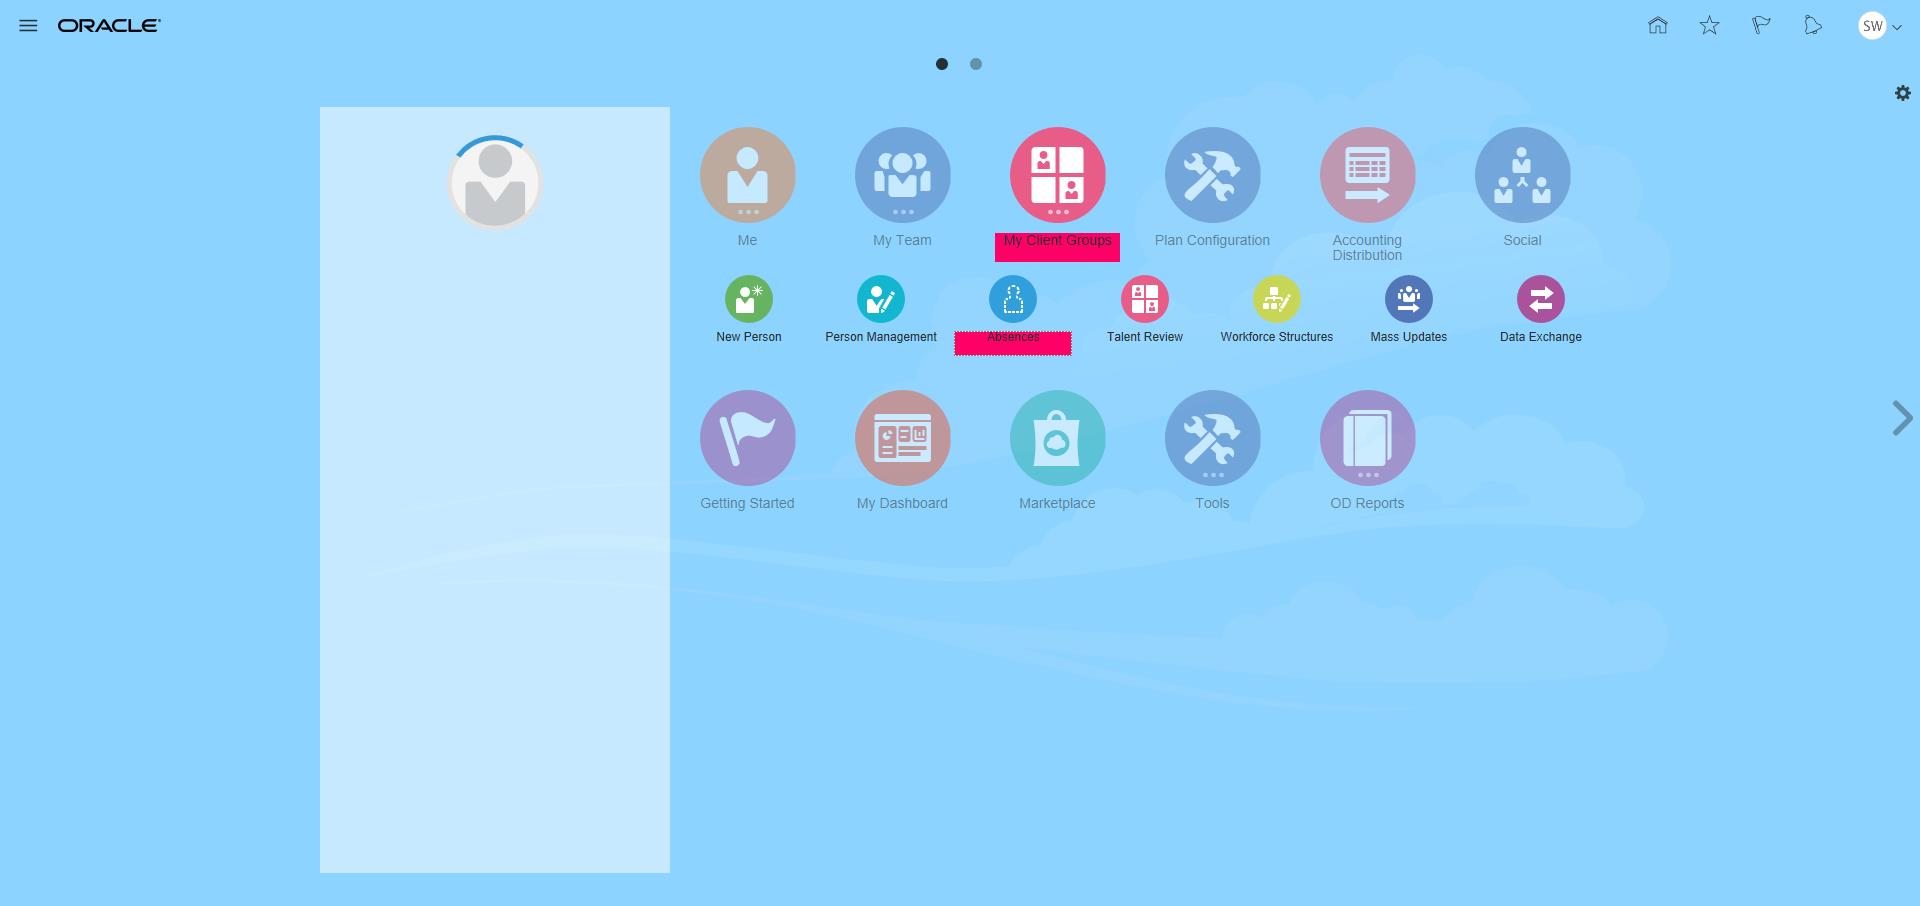 ORACLE
SW
Me
My Team
My Client Groups
Plan Configuration
Accounting
Distribution
Social
New Person
Person Management
Absences
Talent Review
Workforce Structures
Mass Updates
Data Exchange
Getting Started
My Dashboard
Marketplace
Tools
OD Reports